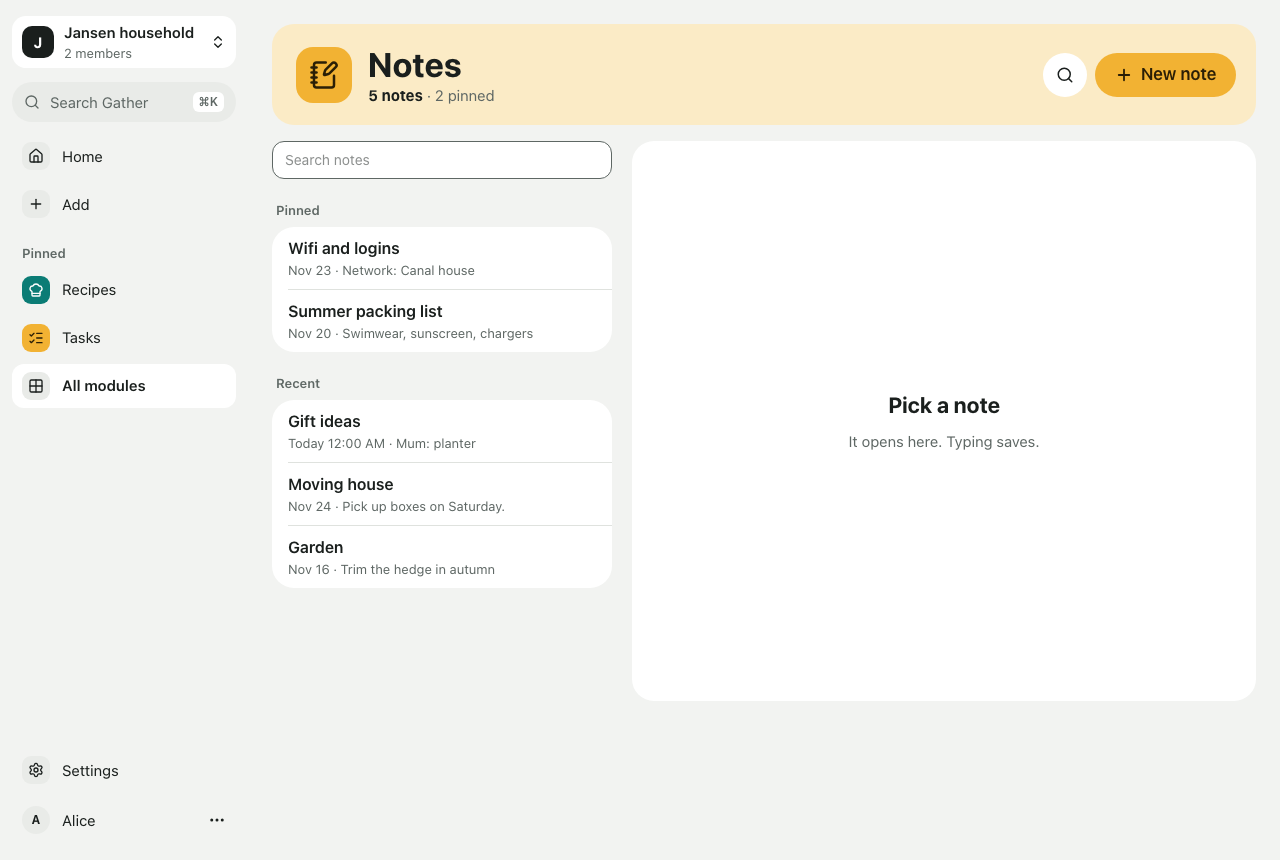 J
Jansen household
2 members
Search Gather
⌘K
Home
Add
Pinned
Recipes
Tasks
All modules
Settings
A
Alice
Notes
5 notes · 2 pinned
New note
Search notes
Pinned
Wifi and logins
Nov 23 · Network: Canal house
Summer packing list
Nov 20 · Swimwear, sunscreen, chargers
Recent
Gift ideas
Today 12:00 AM · Mum: planter
Moving house
Nov 24 · Pick up boxes on Saturday.
Garden
Nov 16 · Trim the hedge in autumn
Pick a note
It opens here. Typing saves.